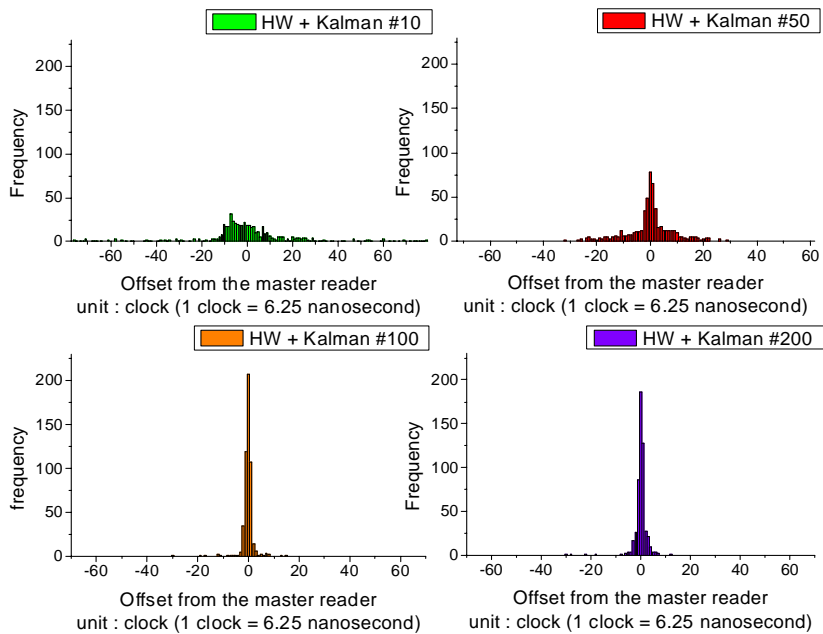 HW + Kalman #10
200
150
100
50
0
Frequency
-60 -40 -20 0 20 40 60
Offset from the master reader
unit : clock (1 clock = 6.25 nanosecond)
HW + Kalman #50
200
150
100
50
0
Frequency
-60 -40 -20 0 20 40 60
Offset from the master reader
unit : clock (1 clock = 6.25 nanosecond)
HW + Kalman #100
200
150
100
50
0
frequency
-60 -40 -20 0 20 40 60
Offset from the master reader
unit : clock (1 clock = 6.25 nanosecond)
HW + Kalman #200
200
150
100
50
0
Frequency
-60 -40 -20 0 20 40 60
Offset from the master reader
unit : clock (1 clock = 6.25 nanosecond)